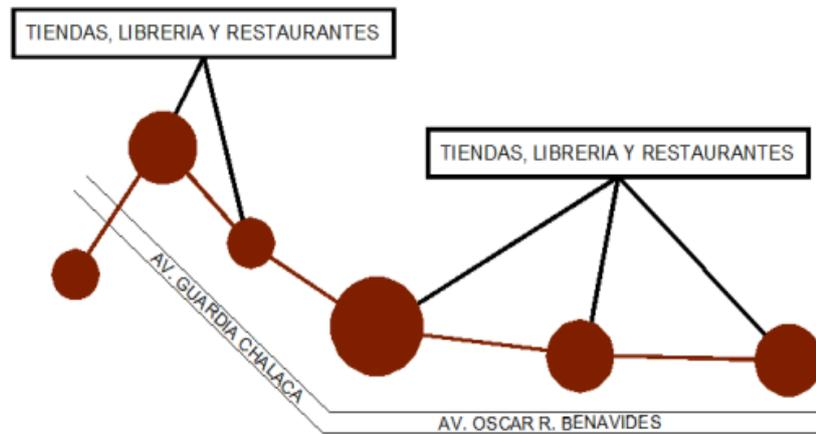 TIENDAS, LIBRERIA Y RESTAURANTES
TIENDAS, LIBRERIA Y RESTAURANTES
AV. GUARDIA CHALACA
AV. OSCAR R. BENAVIDES